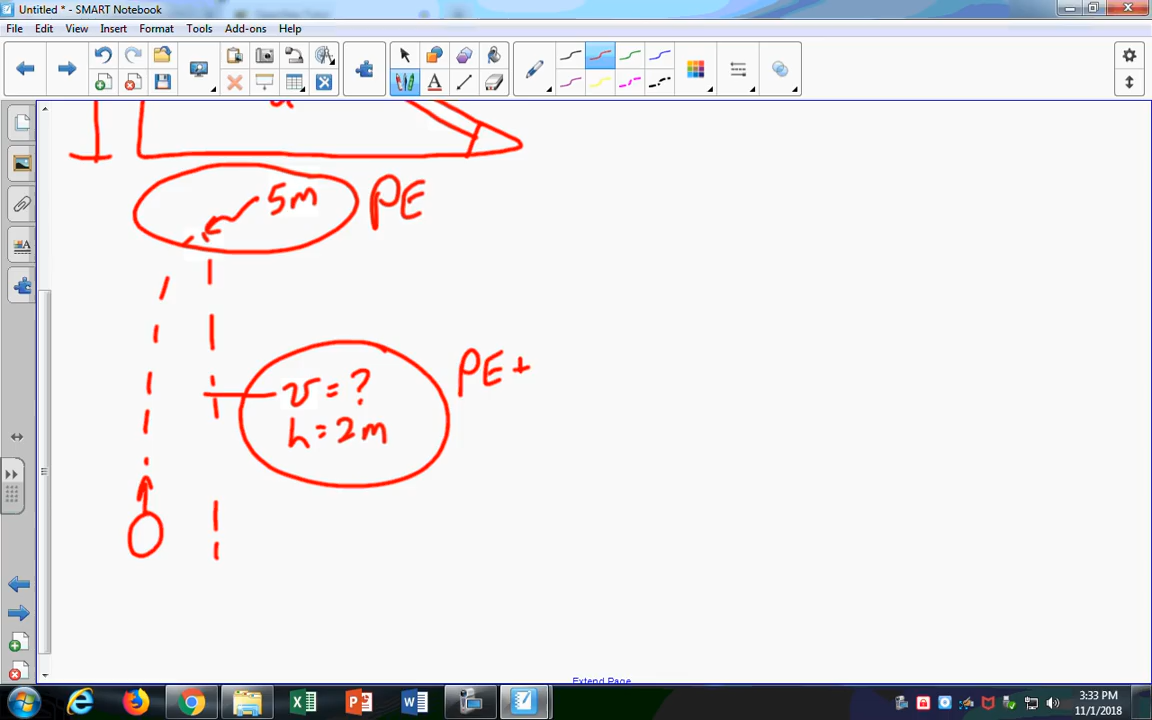 Untitled * - SMART Notebook
File Edit View Insert Format Tools Add-ons Help
5m PE
v = ?
h = 2m
PE +
Extend Page
3:33 PM
11/1/2018